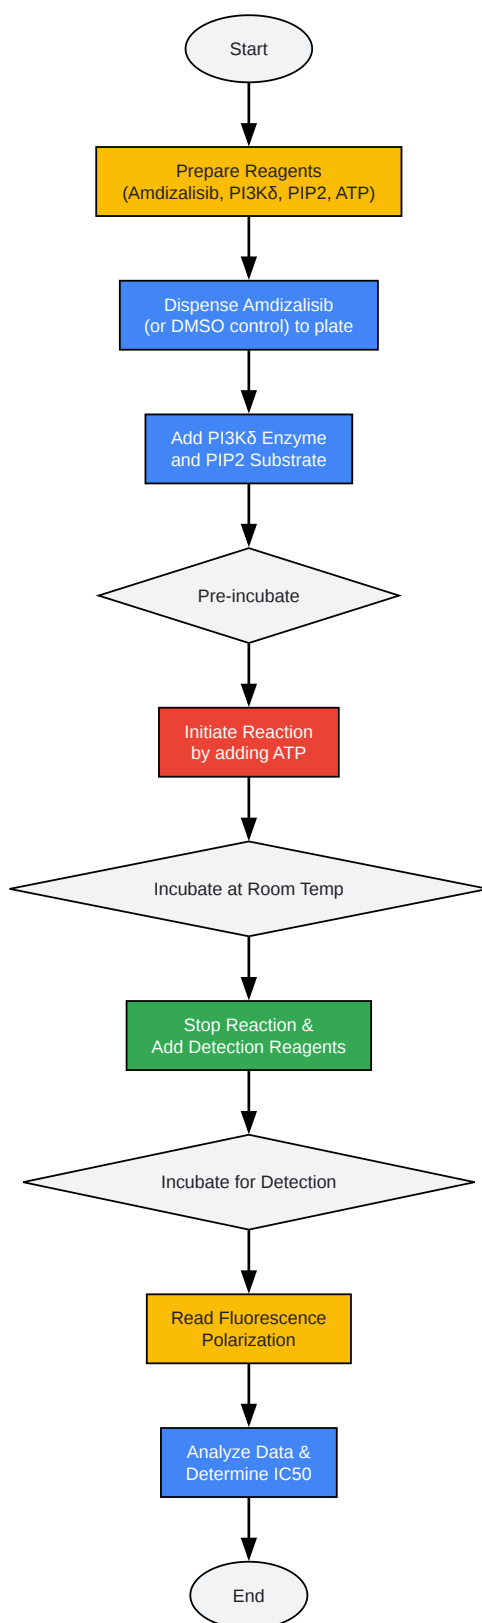 Start
Prepare Reagents
(Amdizalisib, PI3Kδ, PIP2, ATP)
Dispense Amdizalisib
(or DMSO control) to plate
Add PI3Kδ Enzyme
and PIP2 Substrate
Pre-incubate
Initiate Reaction
by adding ATP
Incubate at Room Temp
Stop Reaction &
Add Detection Reagents
Incubate for Detection
Read Fluorescence
Polarization
Analyze Data &
Determine IC50
End